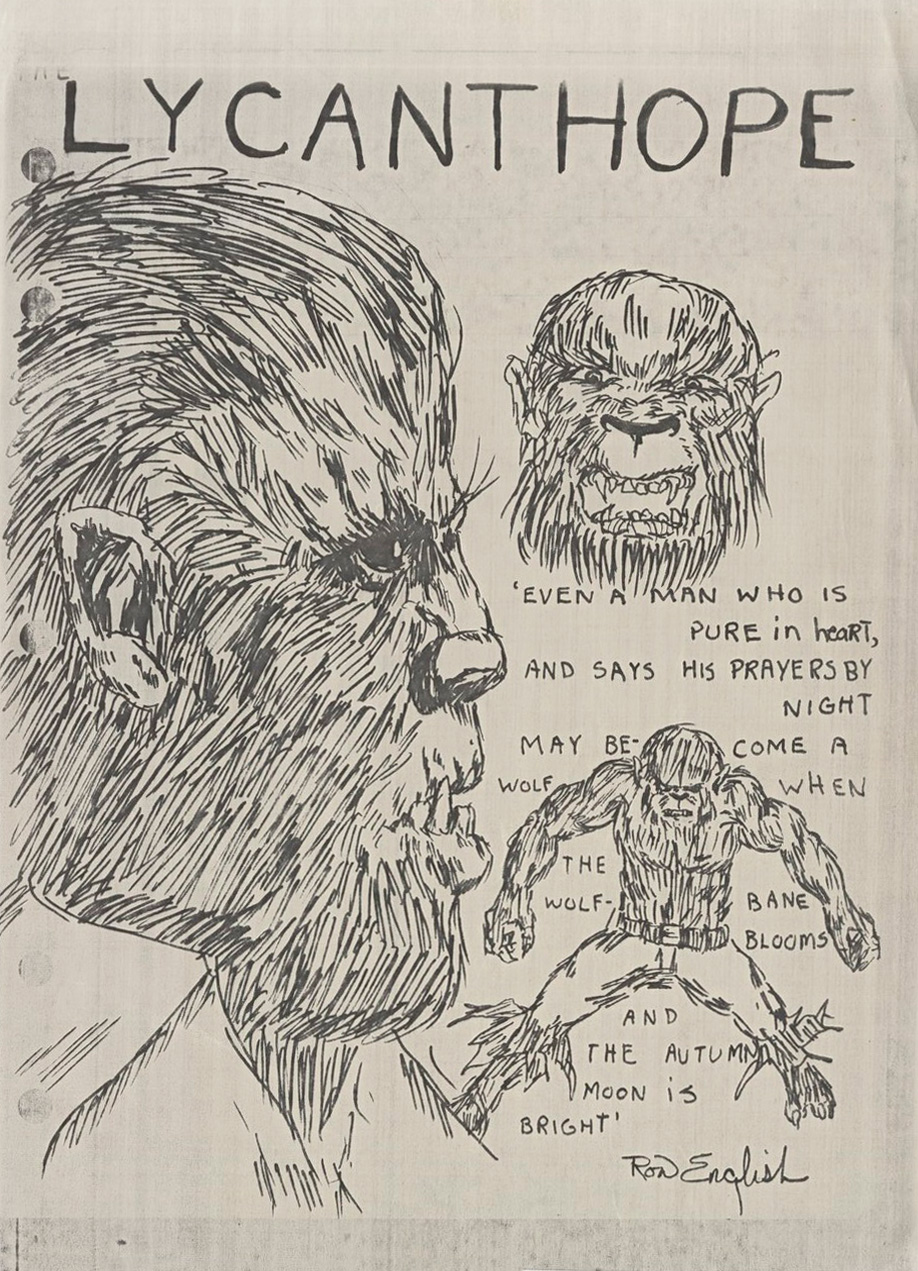 THE
LYCANTHOPE
'EVEN A MAN WHO IS
PURE in heart,
AND SAYS HIS PRAYERS BY
NIGHT
MAY BE- COME A
WOLF WHEN
THE
WOLF- BANE
BLOOMS
AND
THE AUTUMN
MOON iS
BRIGHT'
Ron English